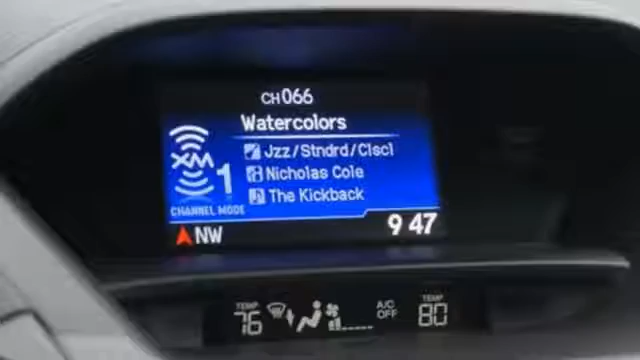 CH066
Watercolors
Jzz/Stndrd/Clscl
XM 1
Nicholas Cole
The Kickback
CHANNEL MODE
NW
9 47
TEMP
76
A/C OFF
TEMP
80